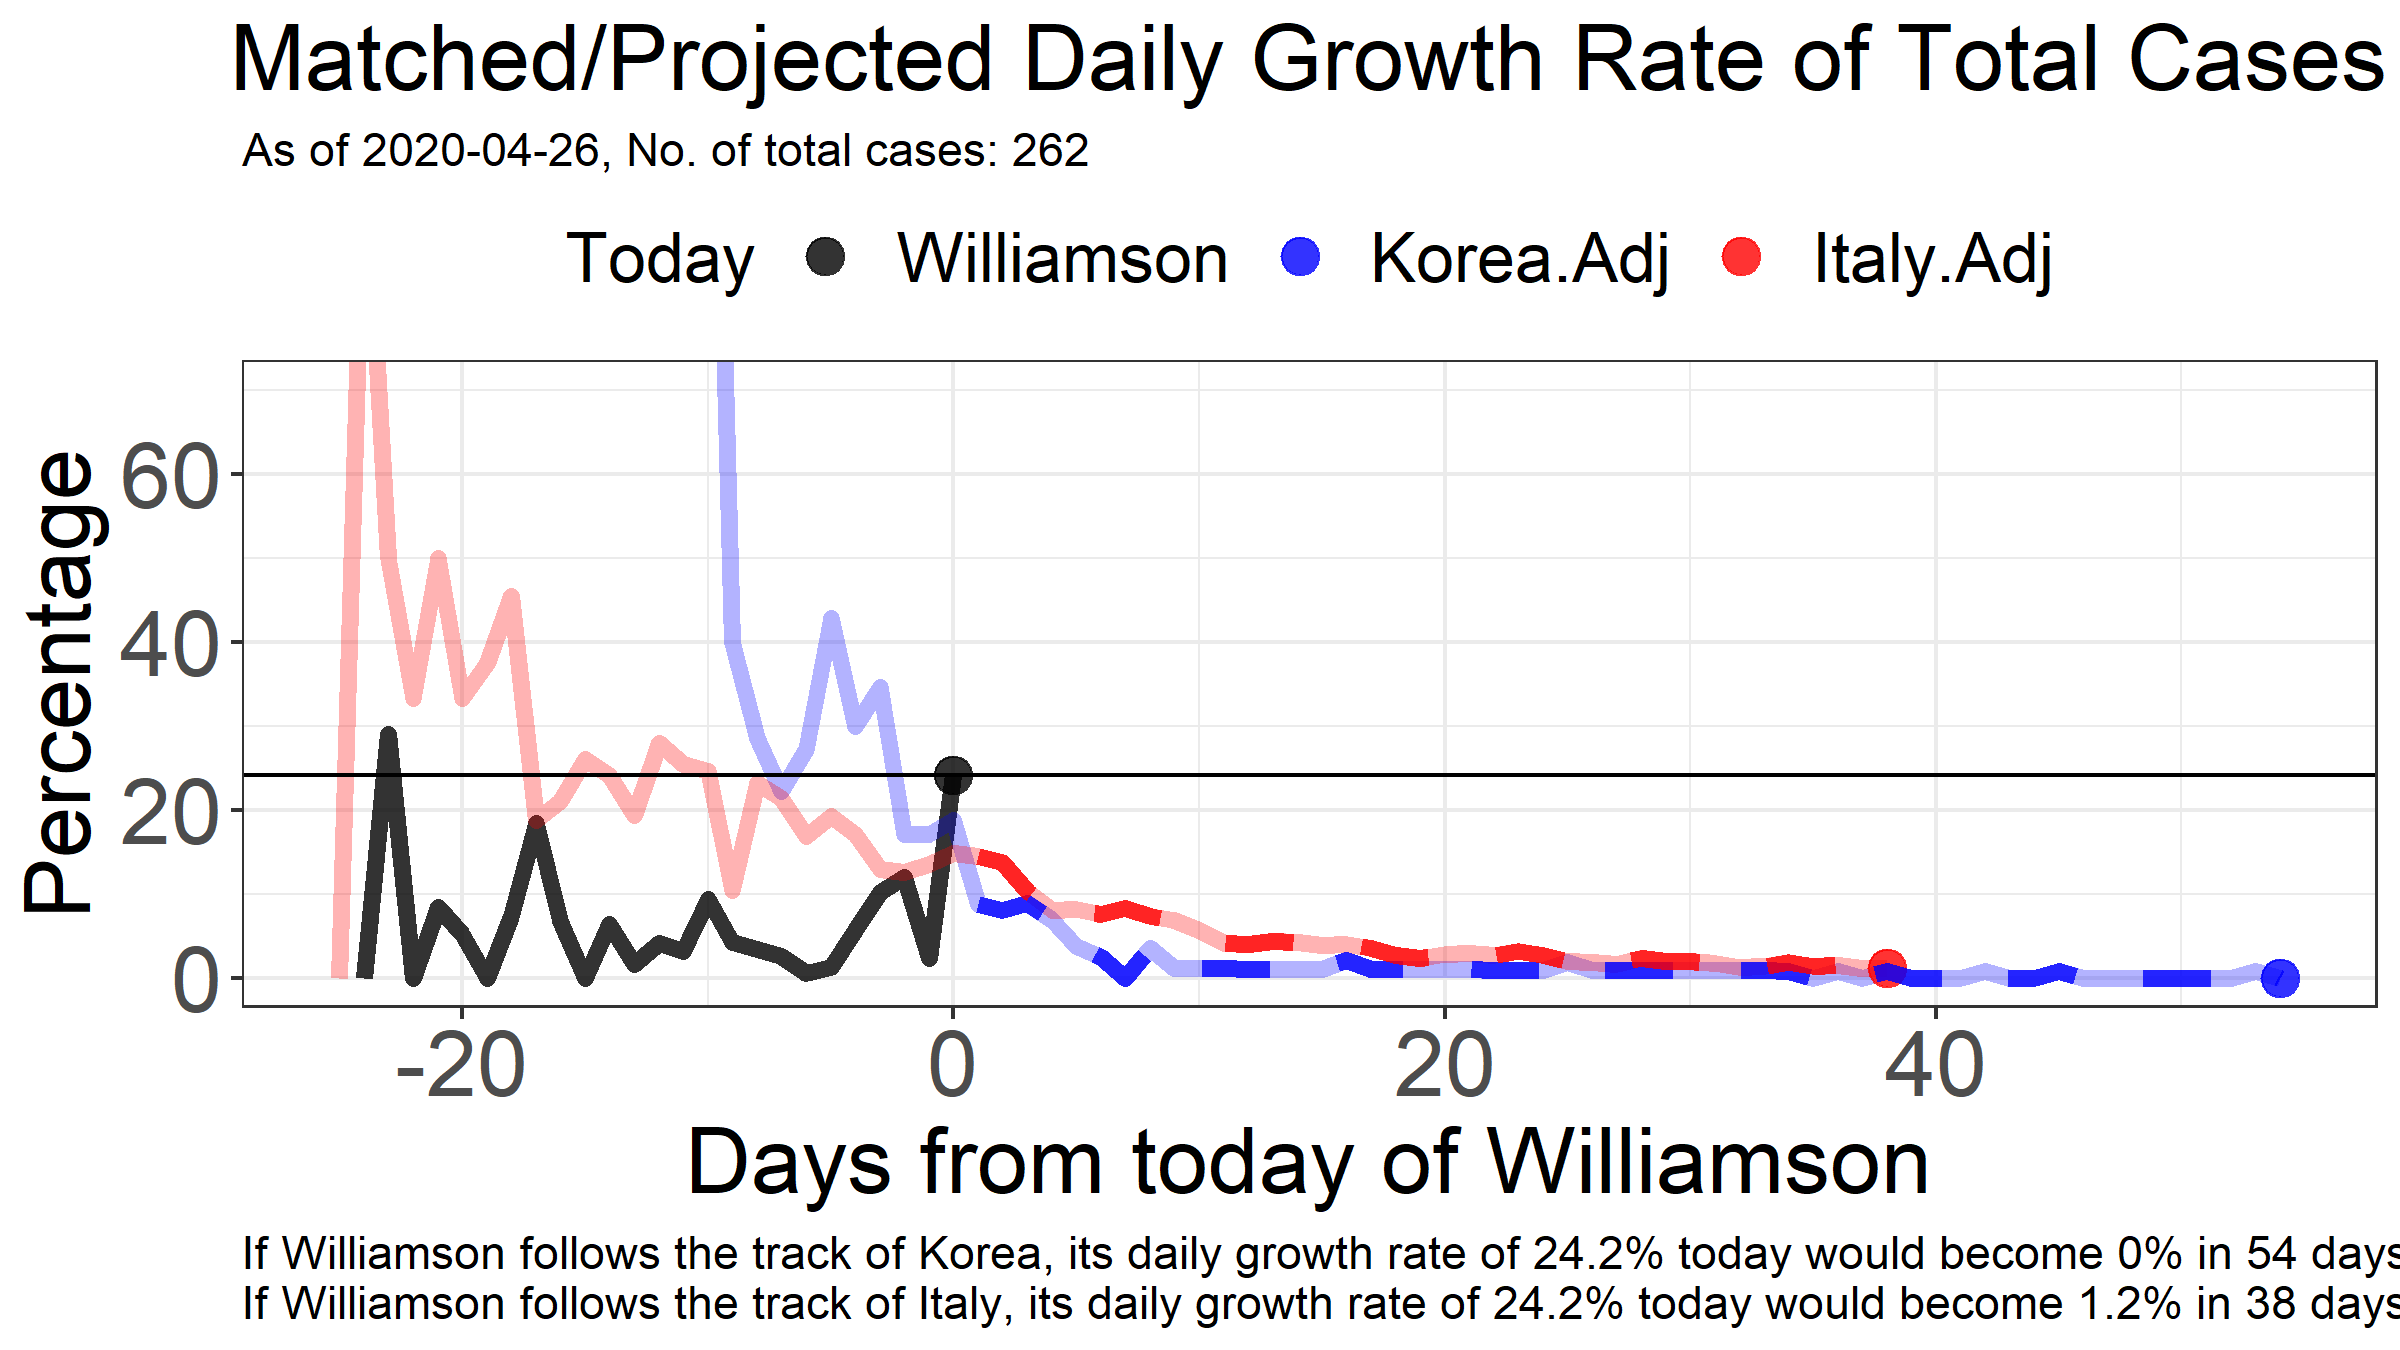 Matched/Projected Daily Growth Rate of Total Cases
As of 2020-04-26, No. of total cases: 262
Today Williamson Korea.Adj Italy.Adj
Percentage
60
40
20
0
-20 0 20 40
Days from today of Williamson
If Williamson follows the track of Korea, its daily growth rate of 24.2% today would become 0% in 54 days
If Williamson follows the track of Italy, its daily growth rate of 24.2% today would become 1.2% in 38 days